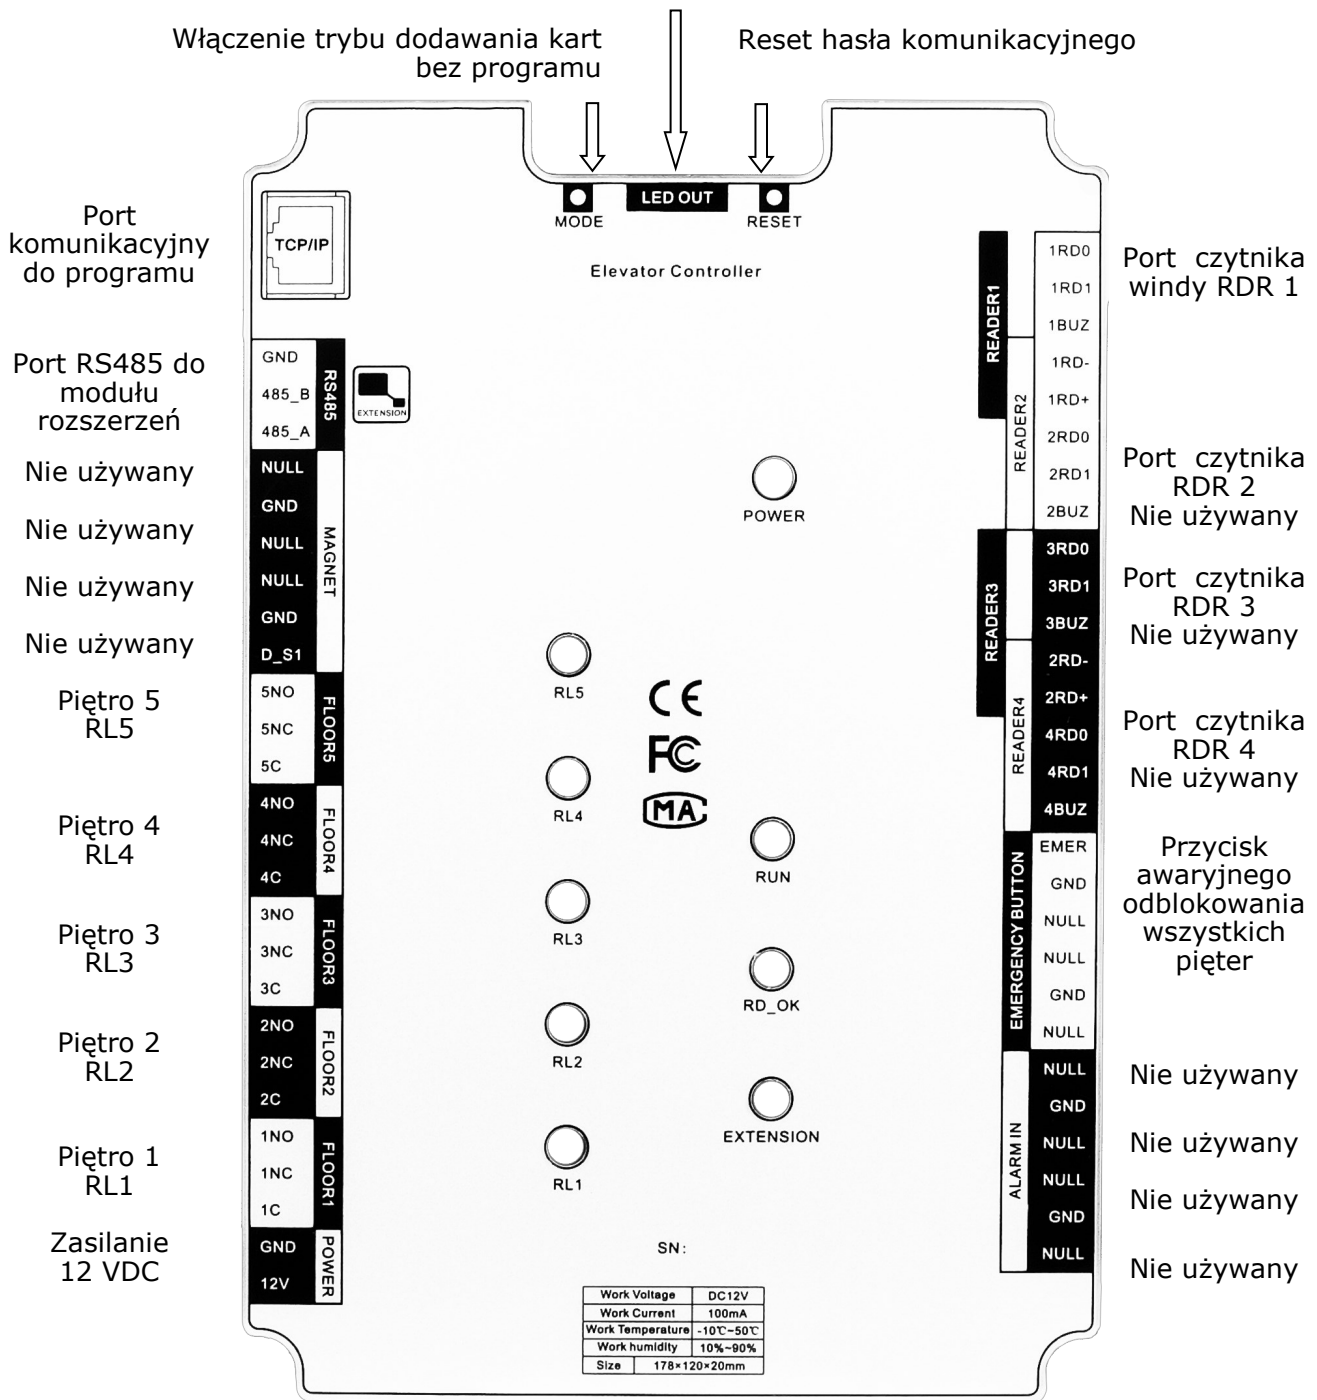 Włączenie trybu dodawania kart
bez programu
Reset hasła komunikacyjnego
MODE
LED OUT
RESET
Elevator Controller
Port
komunikacyjny
do programu
TCP/IP
Port RS485 do
modułu
rozszerzeń
GND
485_B
485_A
RS485
EXTENSION
Nie używany
Nie używany
Nie używany
Nie używany
NULL
GND
NULL
NULL
GND
D_S1
MAGNET
Piętro 5
RL5
5NO
5NC
5C
FLOOR5
Piętro 4
RL4
4NO
4NC
4C
FLOOR4
Piętro 3
RL3
3NO
3NC
3C
FLOOR3
Piętro 2
RL2
2NO
2NC
2C
FLOOR2
Piętro 1
RL1
1NO
1NC
1C
FLOOR1
Zasilanie
12 VDC
GND
12V
POWER
RL5
RL4
RL3
RL2
RL1
CE
FC
MA
POWER
RUN
RD_OK
EXTENSION
SN:
Work Voltage DC12V
Work Current 100mA
Work Temperature -10℃~50℃
Work humidity 10%~90%
Size 178×120×20mm
READER1
READER2
1RD0
1RD1
1BUZ
1RD-
1RD+
2RD0
2RD1
2BUZ
Port czytnika
windy RDR 1
Port czytnika
RDR 2
Nie używany
READER3
READER4
3RD0
3RD1
3BUZ
2RD-
2RD+
4RD0
4RD1
4BUZ
Port czytnika
RDR 3
Nie używany
Port czytnika
RDR 4
Nie używany
EMERGENCY BUTTON
EMER
GND
NULL
NULL
GND
NULL
Przycisk
awaryjnego
odblokowania
wszystkich
pięter
ALARM IN
NULL
GND
NULL
NULL
GND
NULL
Nie używany
Nie używany
Nie używany
Nie używany